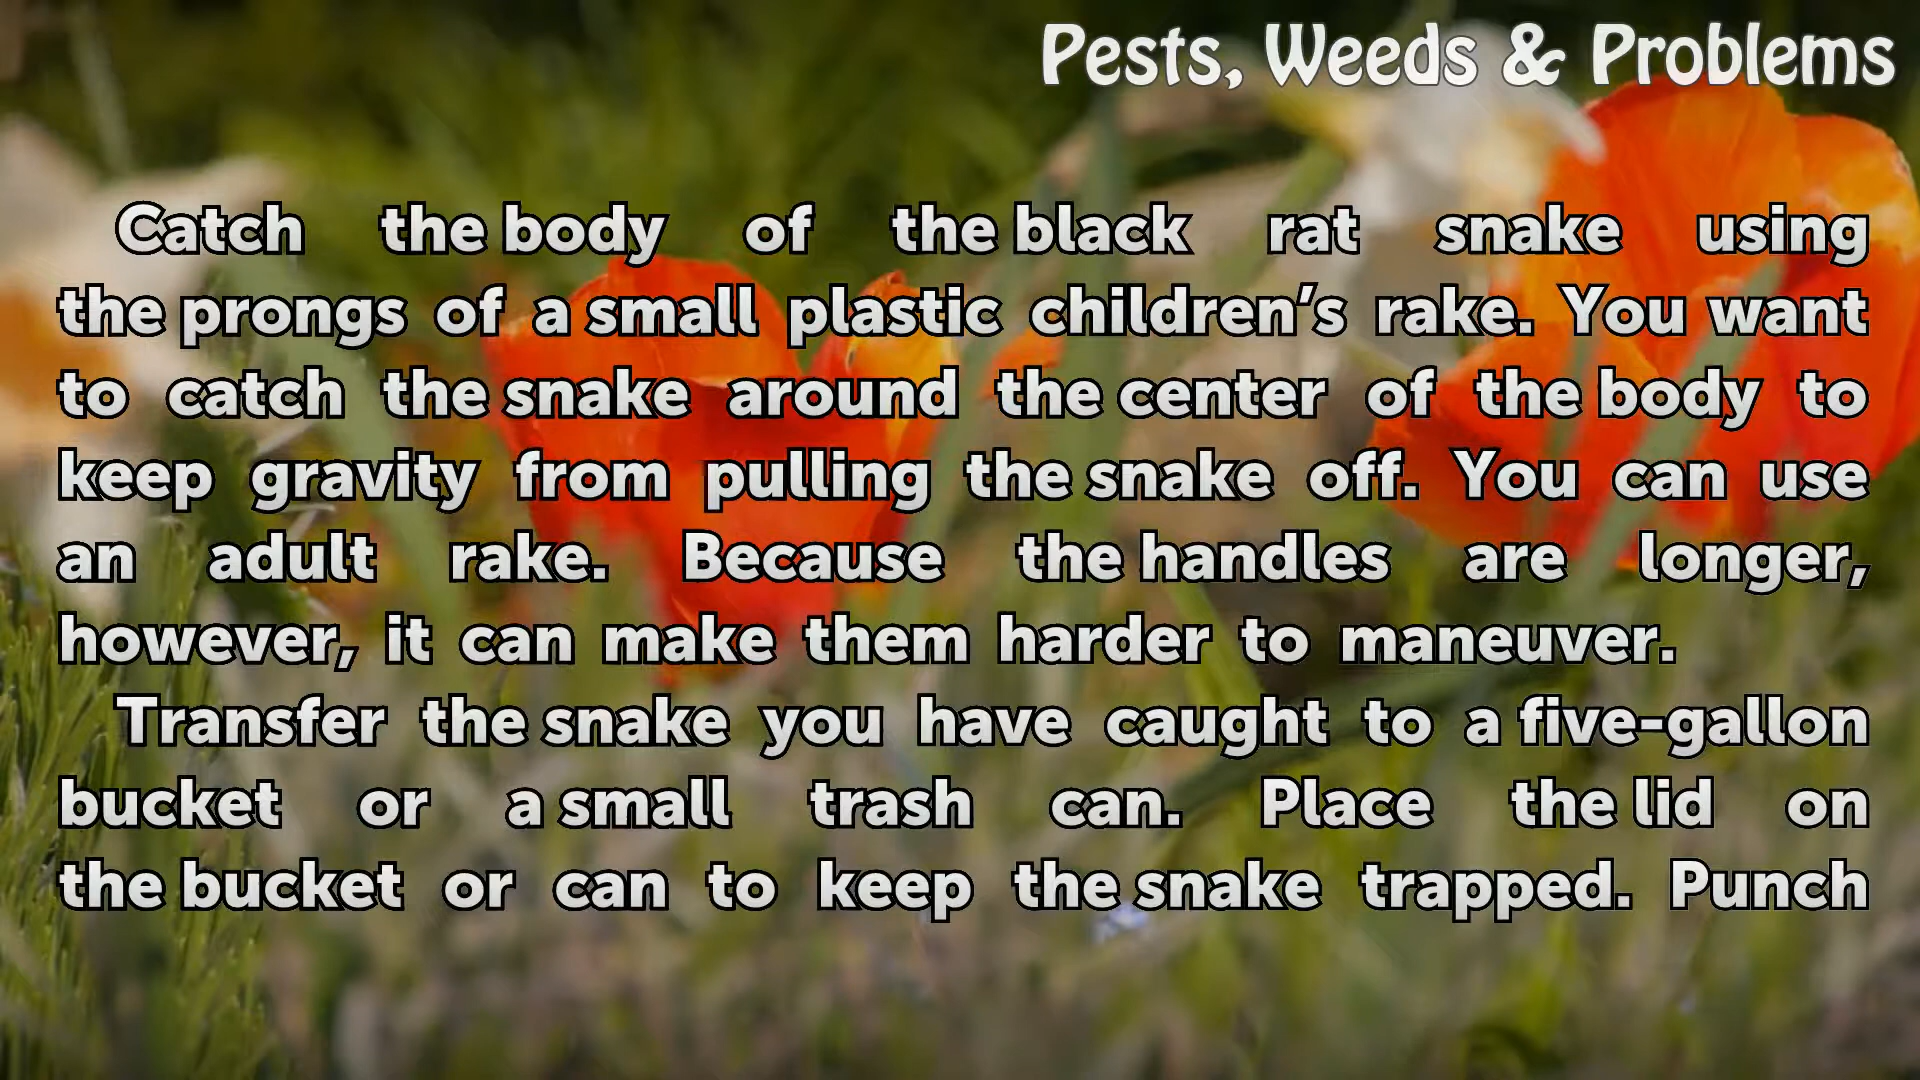 Pests, Weeds & Problems
Catch the body of the black rat snake using
the prongs of a small plastic children’s rake. You want
to catch the snake around the center of the body to
keep gravity from pulling the snake off. You can use
an adult rake. Because the handles are longer,
however, it can make them harder to maneuver.
Transfer the snake you have caught to a five-gallon
bucket or a small trash can. Place the lid on
the bucket or can to keep the snake trapped. Punch